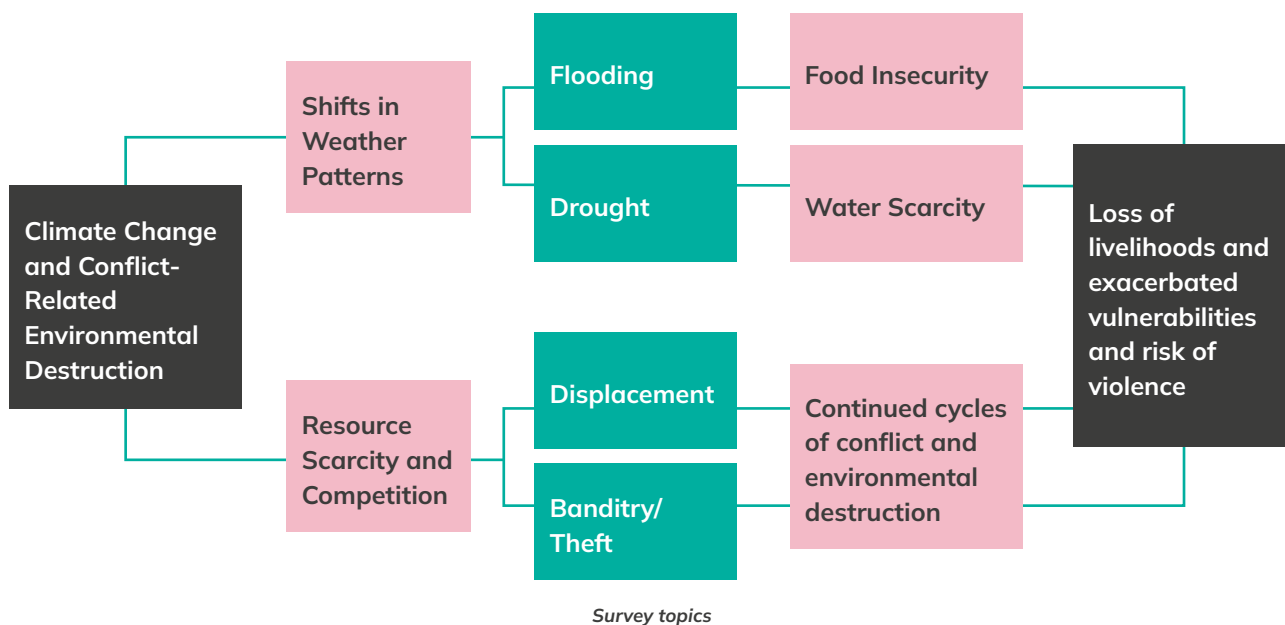 Climate Change
and Conflict-
Related
Environmental
Destruction
Shifts in
Weather
Patterns
Flooding
Food Insecurity
Drought
Water Scarcity
Resource
Scarcity and
Competition
Displacement
Banditry/
Theft
Continued cycles
of conflict and
environmental
destruction
Loss of
livelihoods and
exacerbated
vulnerabilities
and risk of
violence
Survey topics